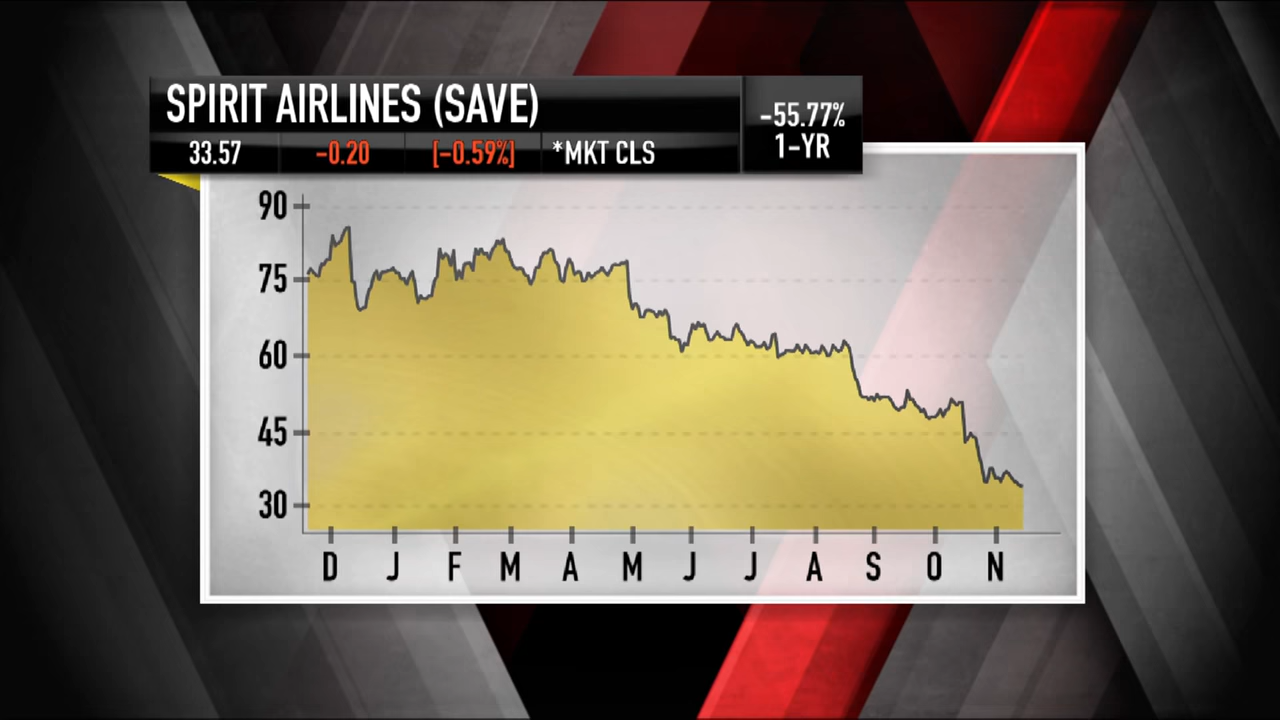 SPIRIT AIRLINES (SAVE)
33.57 -0.20 [-0.59%] *MKT CLS
-55.77%
1-YR
90
75
60
45
30
D J F M A M J J A S O N